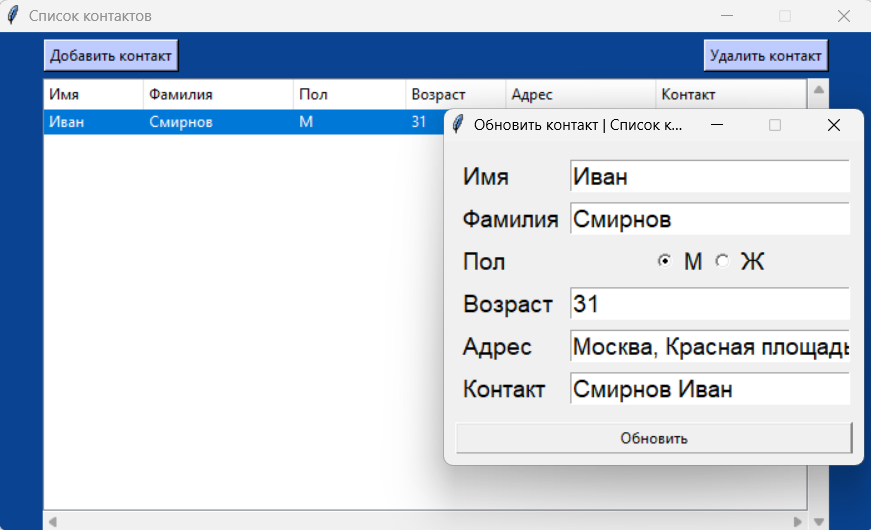 Список контактов
Добавить контакт Удалить контакт
Имя Фамилия Пол Возраст Адрес Контакт
Иван Смирнов М 31
Обновить контакт | Список к...
Имя Иван
Фамилия Смирнов
Пол М Ж
Возраст 31
Адрес Москва, Красная площадь
Контакт Смирнов Иван
Обновить